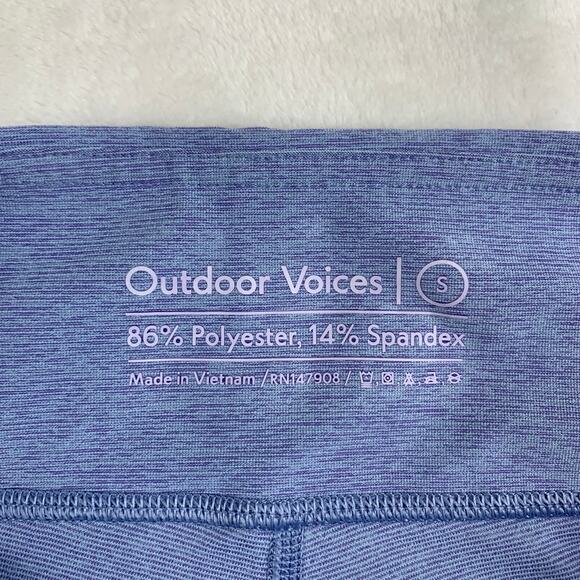 Outdoor Voices | S
86% Polyester, 14% Spandex
Made in Vietnam /RN147908/